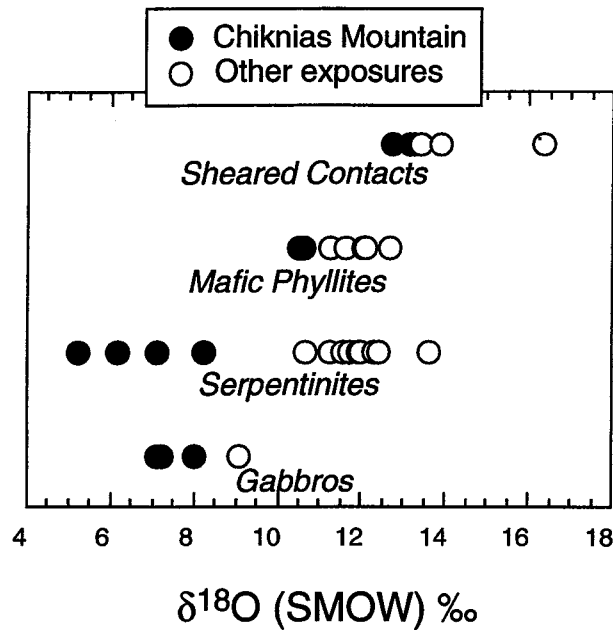 Chiknias Mountain
Other exposures
Sheared Contacts
Mafic Phyllites
Serpentinites
Gabbros
4 6 8 10 12 14 16 18
δ¹⁸O (SMOW) ‰